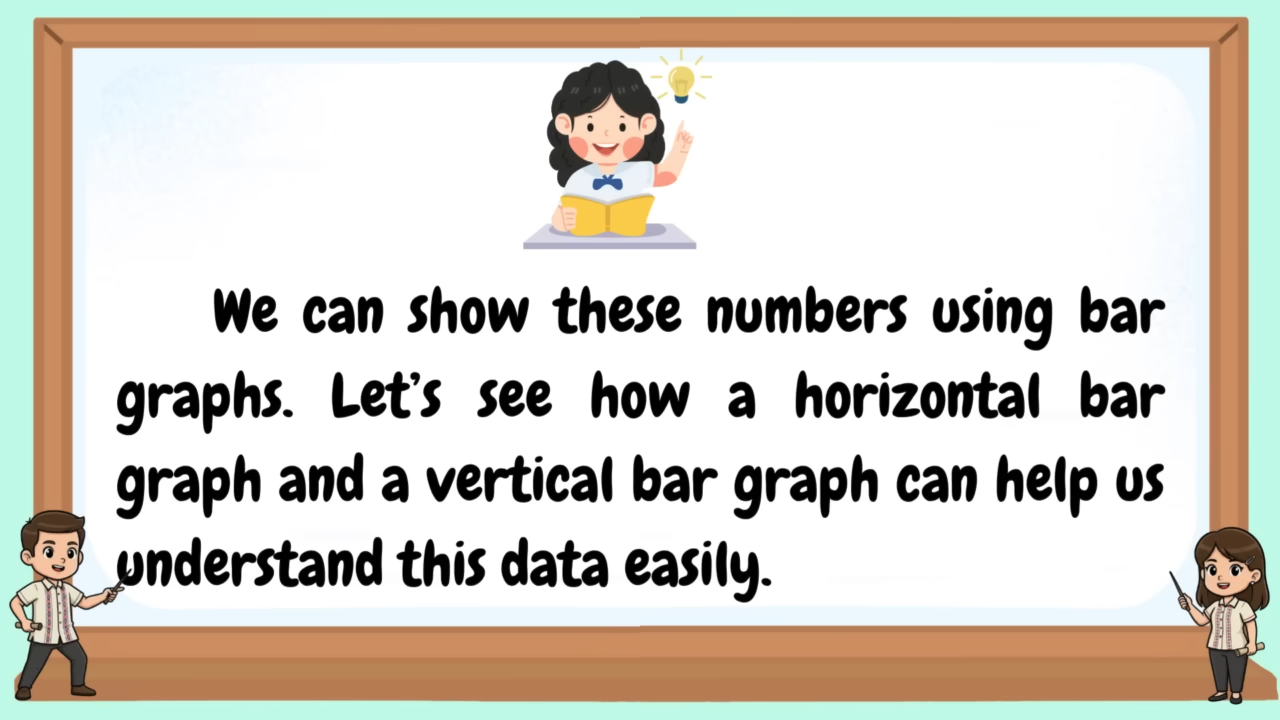 We can show these numbers using bar
graphs. Let's see how a horizontal bar
graph and a vertical bar graph can help us
understand this data easily.